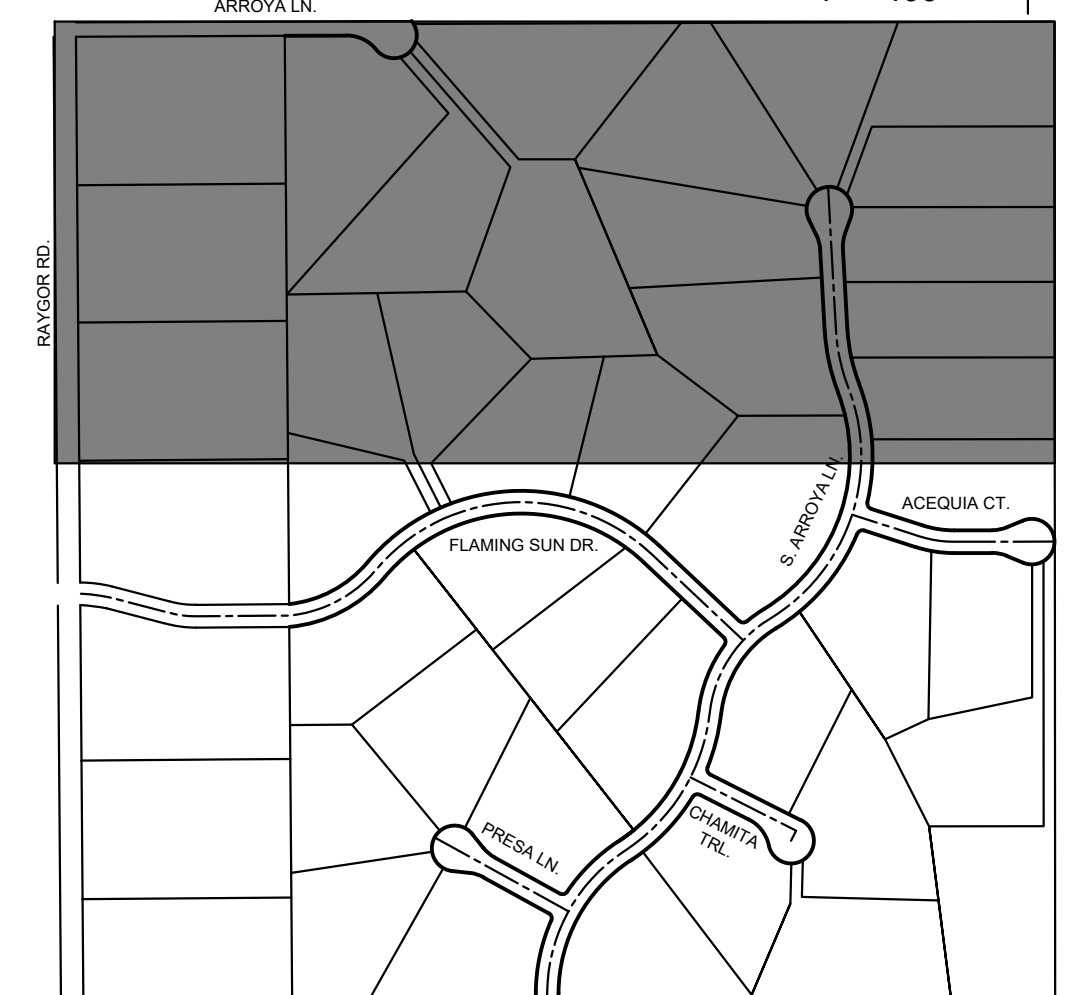 ARROYA LN.
RAYGOR RD.
S. ARROYA LN.
ACEQUIA CT.
FLAMING SUN DR.
CHAMITA
TRL.
PRESA LN.